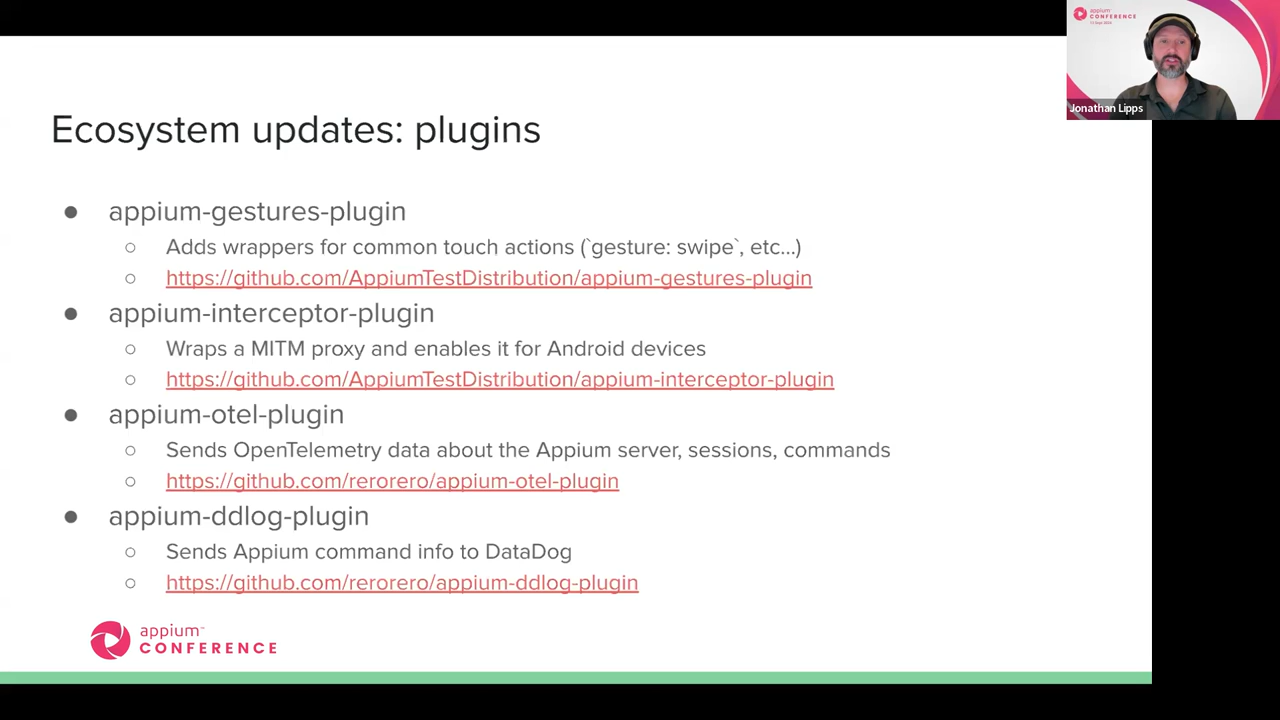 appium™
CONFERENCE
Jonathan Lipps
Ecosystem updates: plugins
● appium-gestures-plugin
○ Adds wrappers for common touch actions (`gesture: swipe`, etc...)
○ https://github.com/AppiumTestDistribution/appium-gestures-plugin
● appium-interceptor-plugin
○ Wraps a MITM proxy and enables it for Android devices
○ https://github.com/AppiumTestDistribution/appium-interceptor-plugin
● appium-otel-plugin
○ Sends OpenTelemetry data about the Appium server, sessions, commands
○ https://github.com/rerorero/appium-otel-plugin
● appium-ddlog-plugin
○ Sends Appium command info to DataDog
○ https://github.com/rerorero/appium-ddlog-plugin
appium™
CONFERENCE